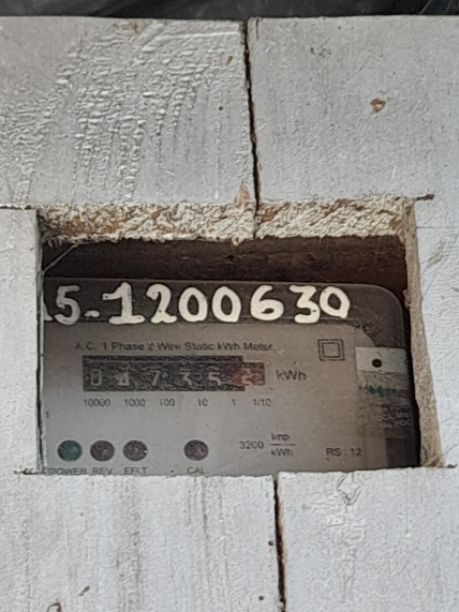 5-1200630
A.C. 1 Phase 2 Wire Static kWh Meter.
kWh
10000 1000 100 10 1 1/10
3200 imp/kWh RS : 12
POWER REV. EFLT CAL